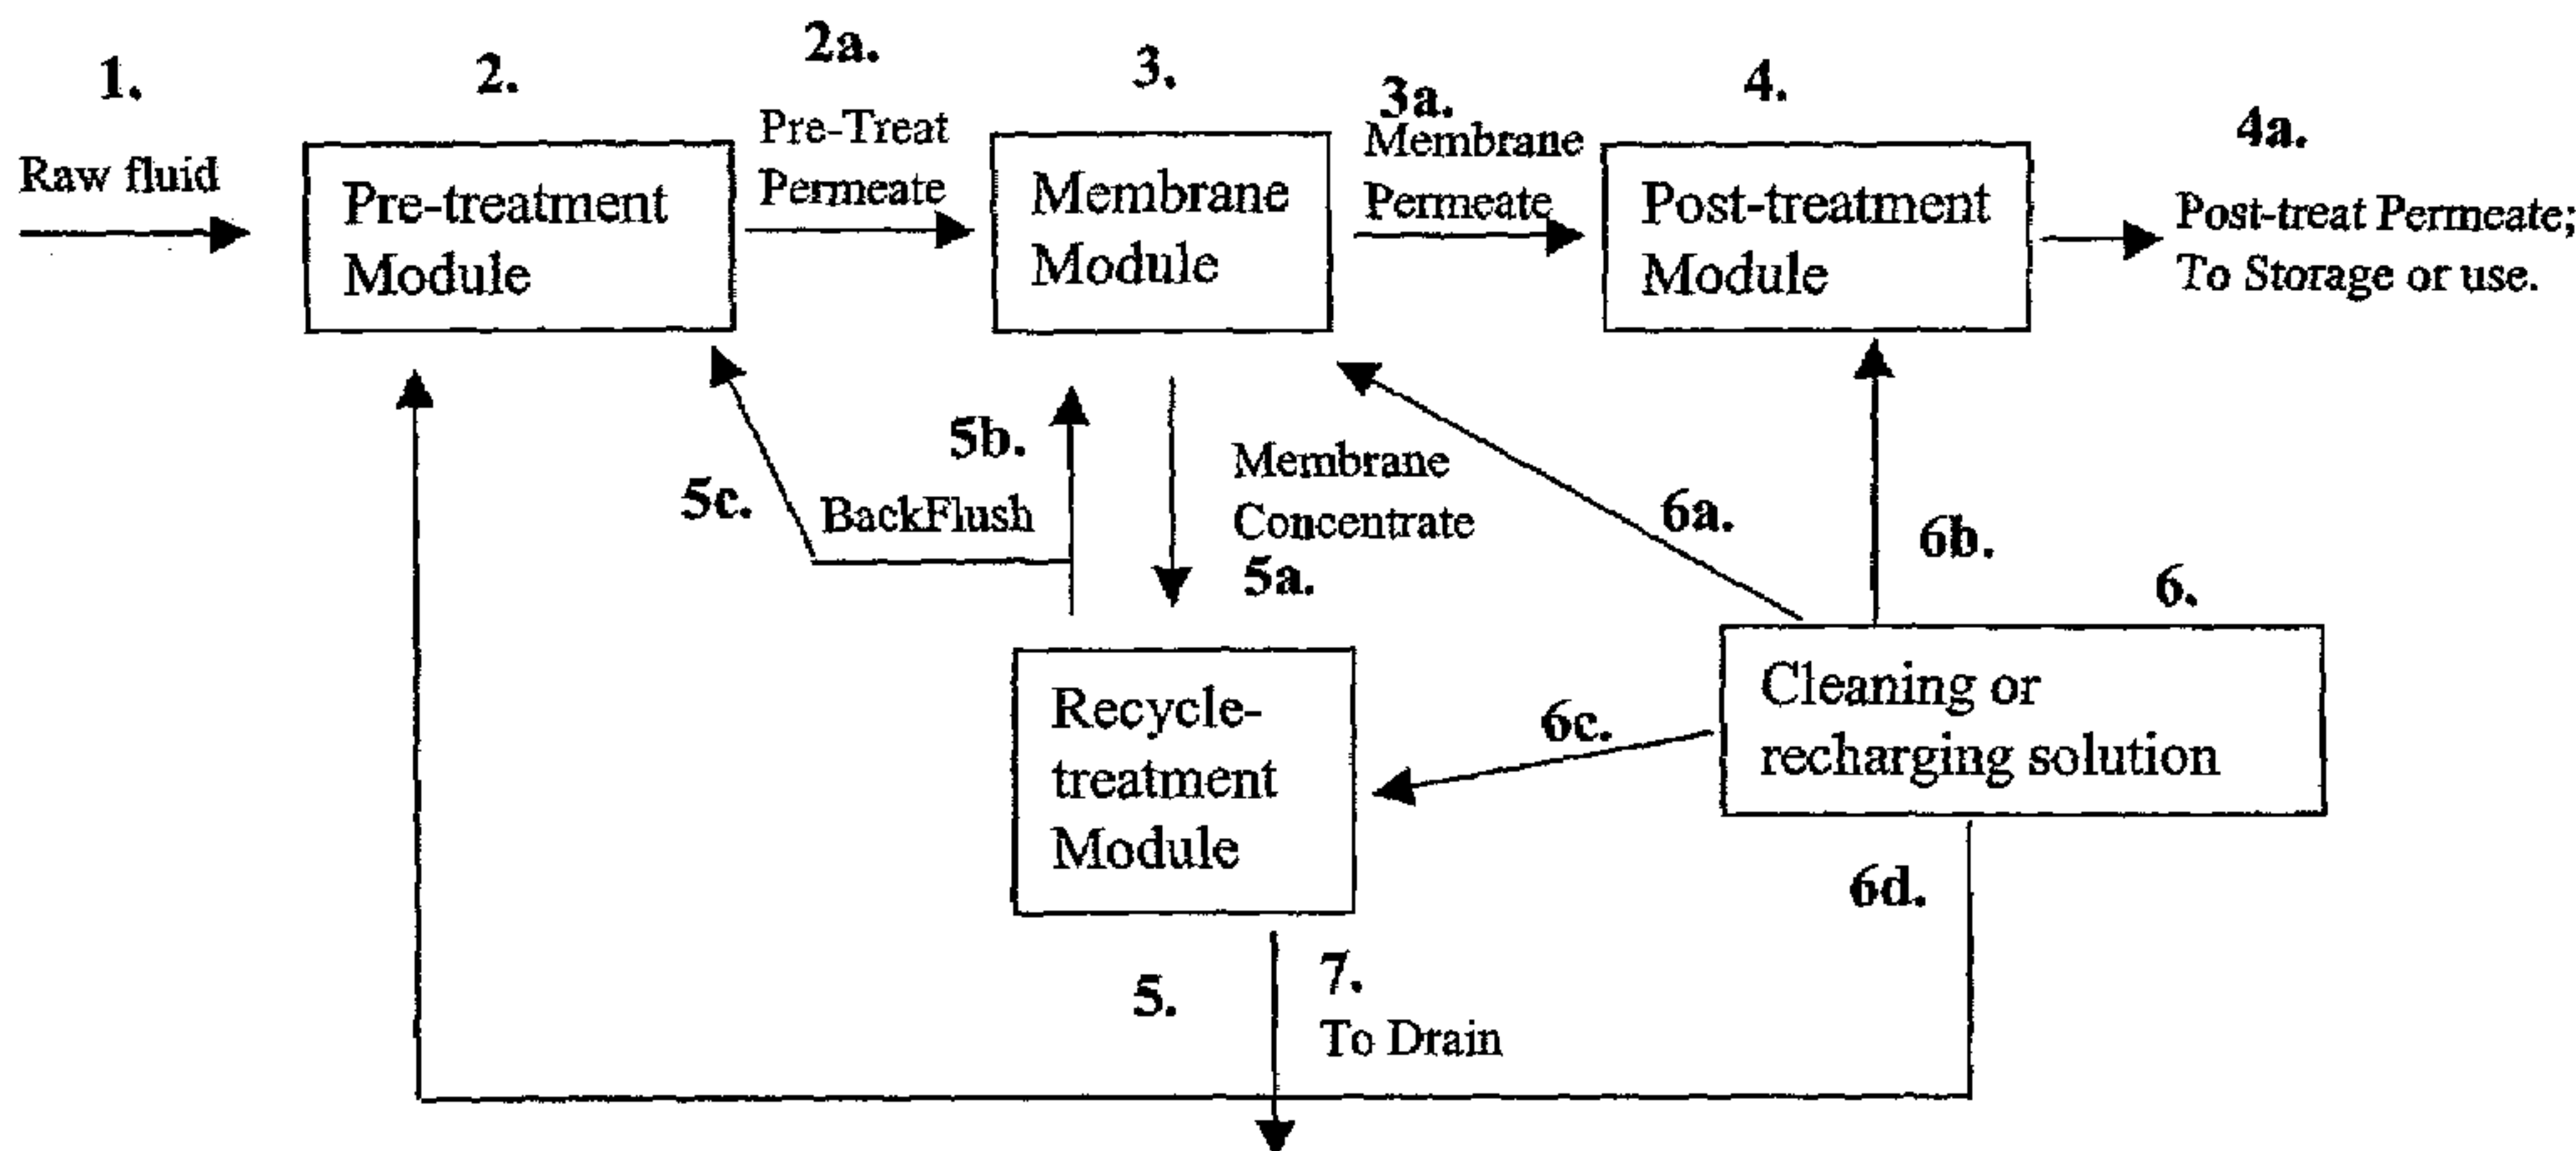 1.
Raw fluid
2.
Pre-treatment
Module
2a.
Pre-Treat
Permeate
3.
Membrane
Module
3a.
Membrane
Permeate
4.
Post-treatment
Module
4a.
Post-treat Permeate;
To Storage or use.
5c.
BackFlush
5b.
Membrane
Concentrate
5a.
6a.
6b.
6.
Cleaning or
recharging solution
6c.
6d.
Recycle-
treatment
Module
5.
7.
To Drain